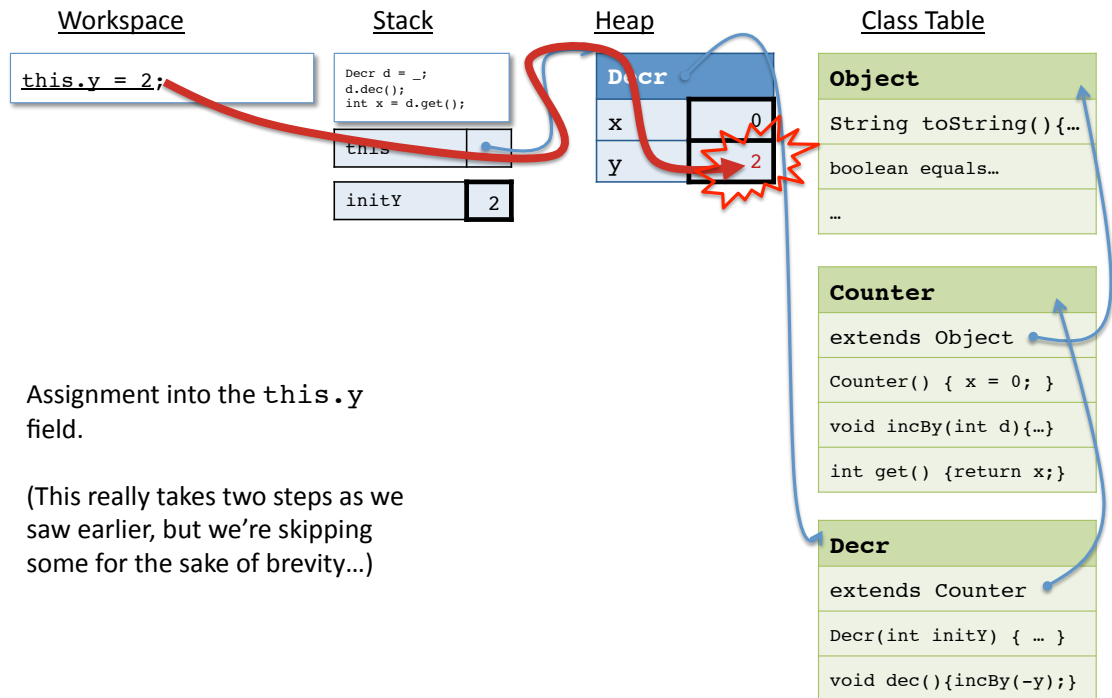 Workspace
Stack
Heap
Class Table
this.y = 2;
Decr d = _;
d.dec();
int x = d.get();
this
initY 2
Decr
x 0
y 2
Object
String toString(){…
boolean equals…
…
Counter
extends Object
Counter() { x = 0; }
void incBy(int d){…}
int get() {return x;}
Decr
extends Counter
Decr(int initY) { … }
void dec(){incBy(-y);}
Assignment into the this.y
field.
(This really takes two steps as we
saw earlier, but we’re skipping
some for the sake of brevity…)